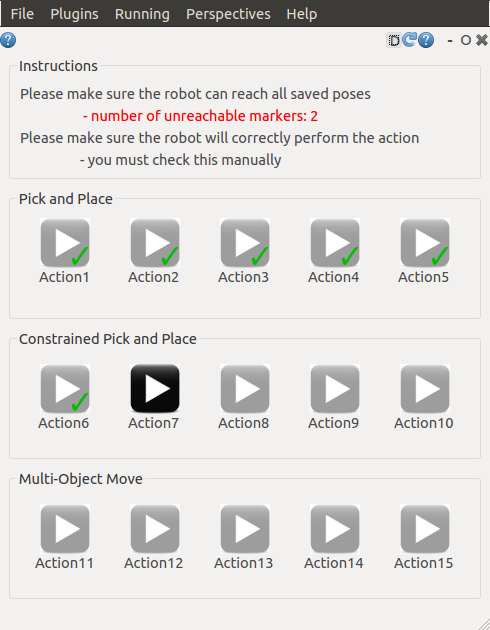 File Plugins Running Perspectives Help
D - O
Instructions
Please make sure the robot can reach all saved poses
- number of unreachable markers: 2
Please make sure the robot will correctly perform the action
- you must check this manually
Pick and Place
Action1 Action2 Action3 Action4 Action5
Constrained Pick and Place
Action6 Action7 Action8 Action9 Action10
Multi-Object Move
Action11 Action12 Action13 Action14 Action15